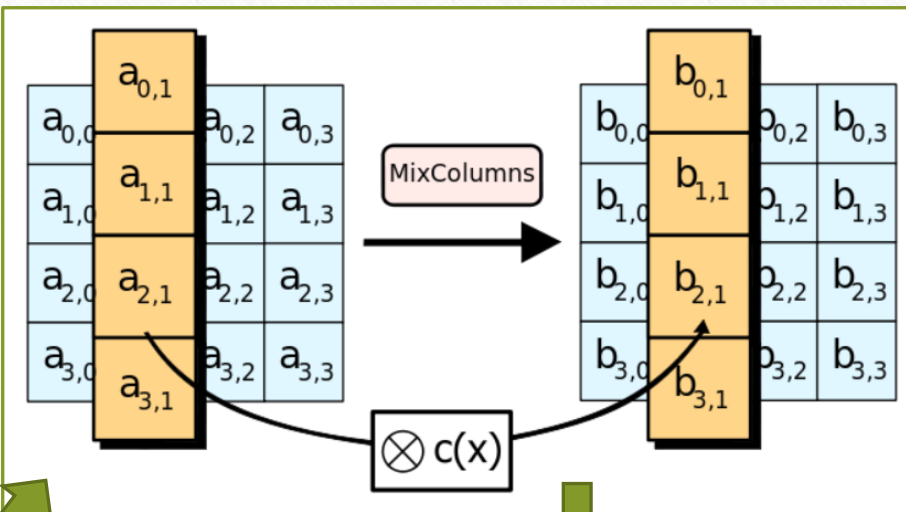 a0,1 b0,1
a0,0 a0,2 a0,3 b0,0 b0,2 b0,3
MixColumns
a1,1 b1,1
a1,0 a1,2 a1,3 b1,0 b1,2 b1,3
a2,1 b2,1
a2,0 a2,2 a2,3 b2,0 b2,2 b2,3
a3,0 a3,2 a3,3 b3,0 b3,2 b3,3
a3,1 b3,1
⊗ c(x)